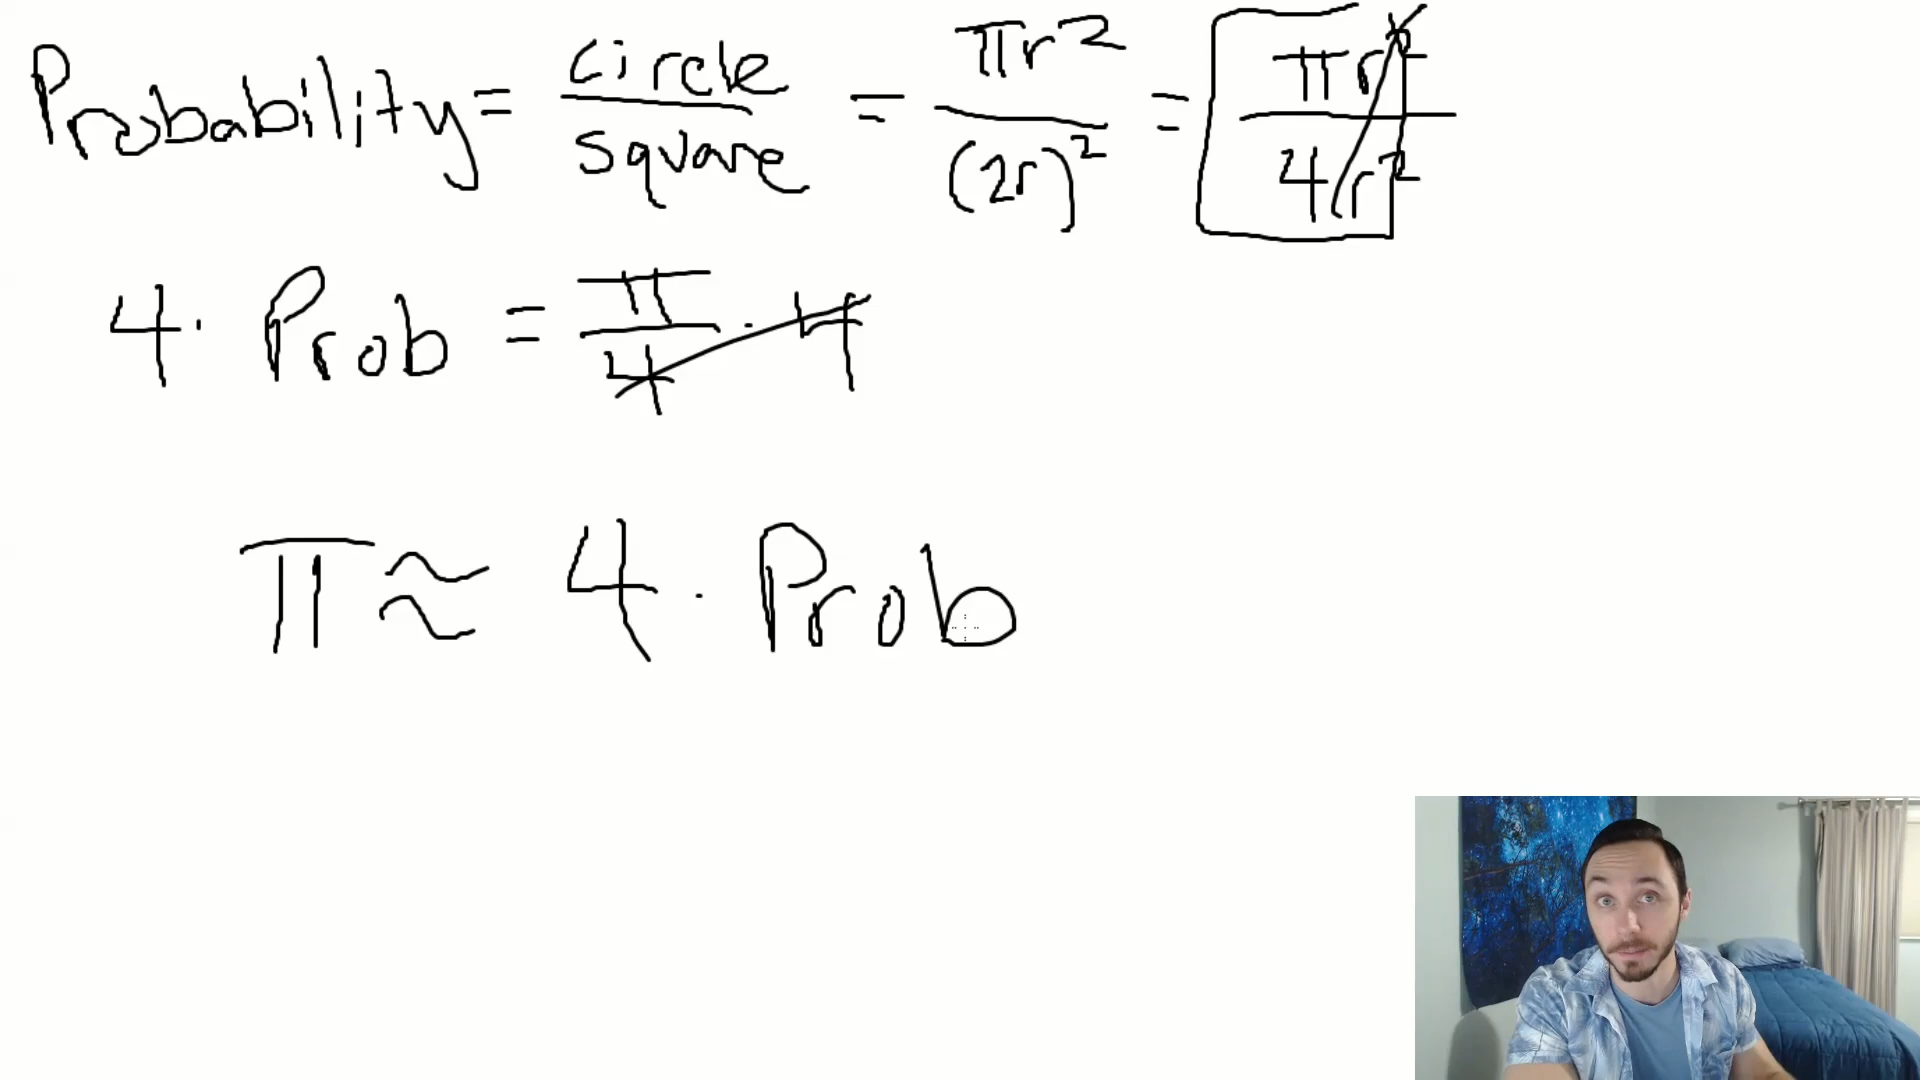 Probability = circle/square = πr²/(2r)² = πr²/4r²
4 · Prob = π/4 · 4
π ≈ 4 · Prob